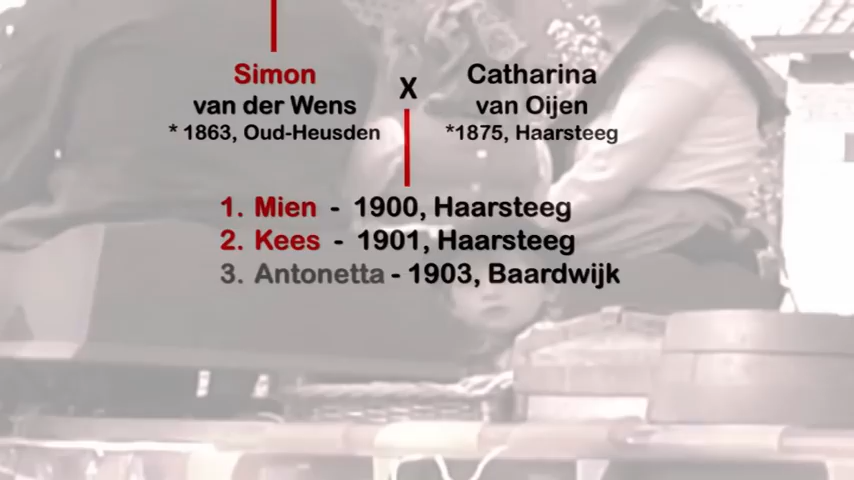 Simon
van der Wens
* 1863, Oud-Heusden
X
Catharina
van Oijen
*1875, Haarsteeg
1. Mien - 1900, Haarsteeg
2. Kees - 1901, Haarsteeg
3. Antonetta - 1903, Baardwijk